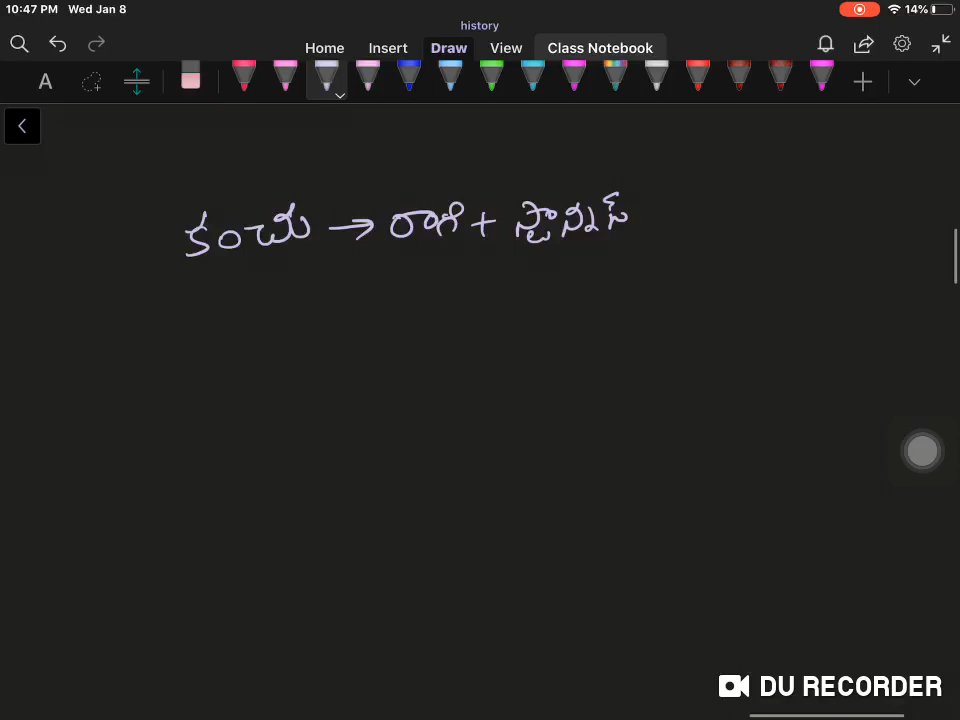 10:47 PM Wed Jan 8
14%
history
Home Insert Draw View Class Notebook
A
కంచు → రాగి +
DU RECORDER